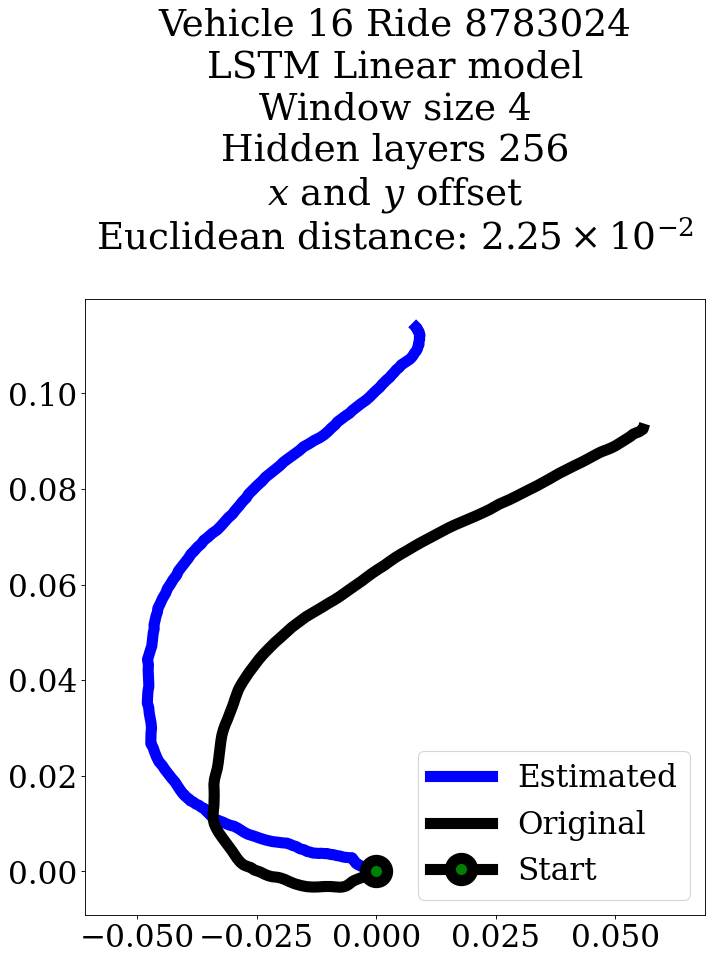 Vehicle 16 Ride 8783024
LSTM Linear model
Window size 4
Hidden layers 256
x and y offset
Euclidean distance: 2.25 × 10⁻²
0.10
0.08
0.06
0.04
0.02
0.00
Estimated
Original
Start
−0.050 −0.025 0.000 0.025 0.050